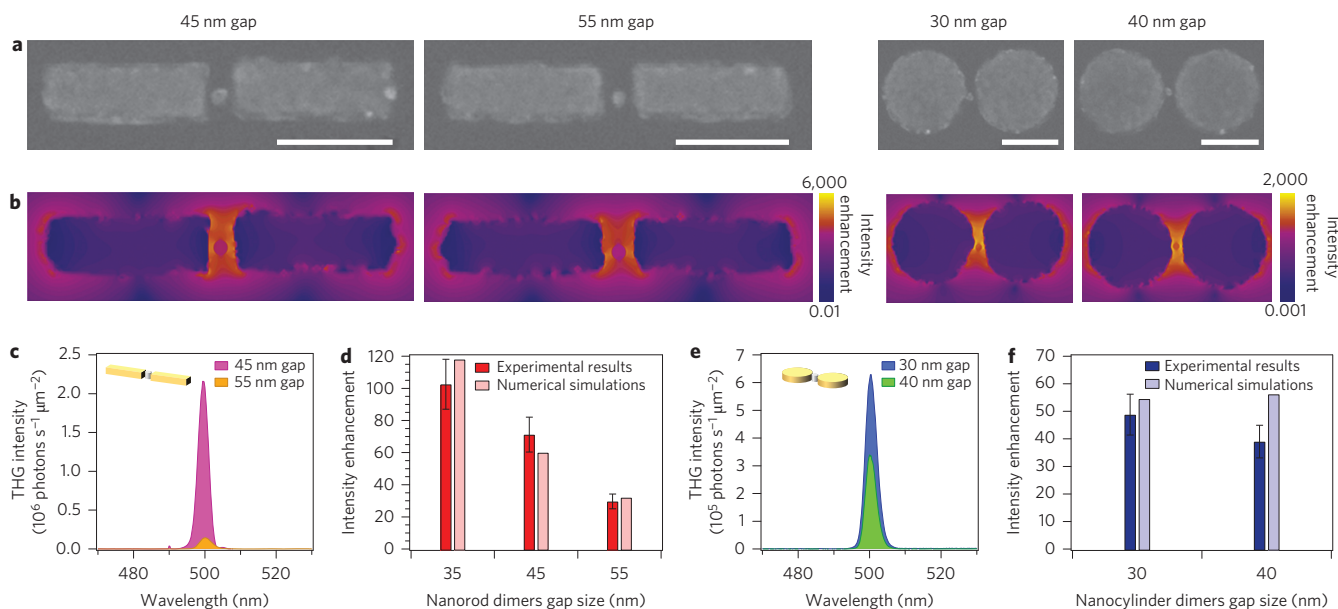 45 nm gap
55 nm gap
30 nm gap
40 nm gap
a
b
6,000
0.01
Intensity
enhancement
2,000
0.001
Intensity
enhancement
c
THG intensity
(10⁶ photons s⁻¹ μm⁻²)
2.5
2.0
1.5
1.0
0.5
0.0
45 nm gap
55 nm gap
480 500 520
Wavelength (nm)
d
Intensity enhancement
120
100
80
60
40
20
0
Experimental results
Numerical simulations
35 45 55
Nanorod dimers gap size (nm)
e
THG intensity
(10⁵ photons s⁻¹ μm⁻²)
7
6
5
4
3
2
1
0
30 nm gap
40 nm gap
480 500 520
Wavelength (nm)
f
Intensity enhancement
70
60
50
40
30
20
10
0
Experimental results
Numerical simulations
30 40
Nanocylinder dimers gap size (nm)